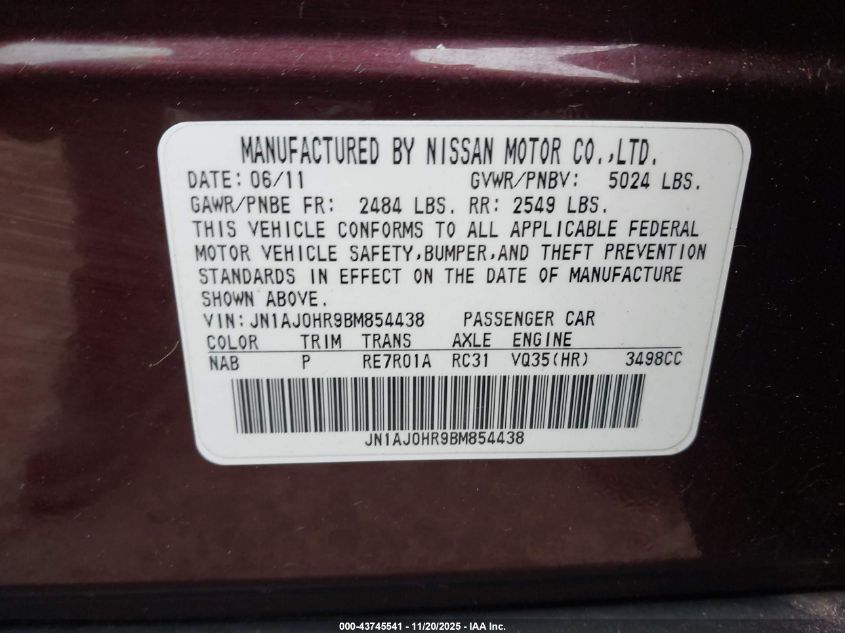 MANUFACTURED BY NISSAN MOTOR CO.,LTD.
DATE: 06/11 GVWR/PNBV: 5024 LBS.
GAWR/PNBE FR: 2484 LBS. RR: 2549 LBS.
THIS VEHICLE CONFORMS TO ALL APPLICABLE FEDERAL
MOTOR VEHICLE SAFETY,BUMPER,AND THEFT PREVENTION
STANDARDS IN EFFECT ON THE DATE OF MANUFACTURE
SHOWN ABOVE.
VIN: JN1AJ0HR9BM854438 PASSENGER CAR
COLOR TRIM TRANS AXLE ENGINE
NAB P RE7R01A RC31 VQ35(HR) 3498CC
JN1AJ0HR9BM854438
000-43745541 - 11/20/2025 - IAA Inc.